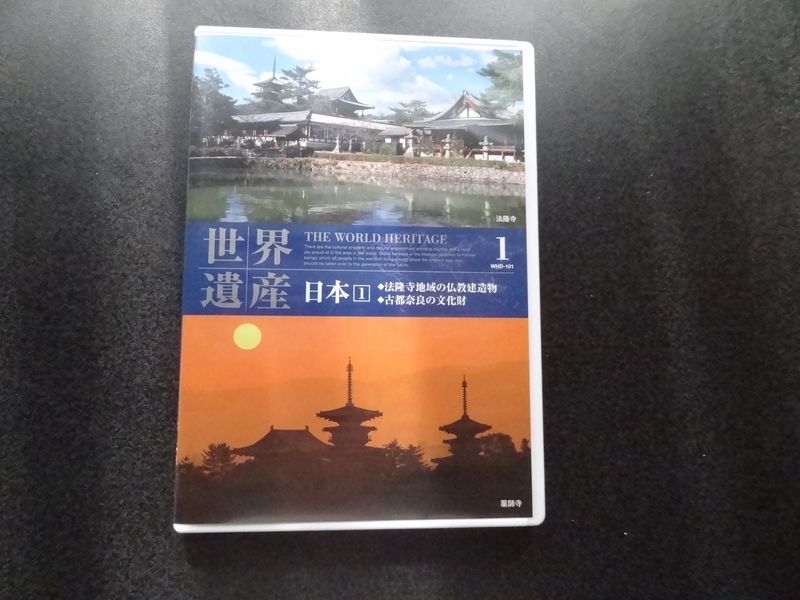 法隆寺
世界
遺産
THE WORLD HERITAGE
1
WHD-101
日本1
◆法隆寺地域の仏教建造物
◆古都奈良の文化財
薬師寺